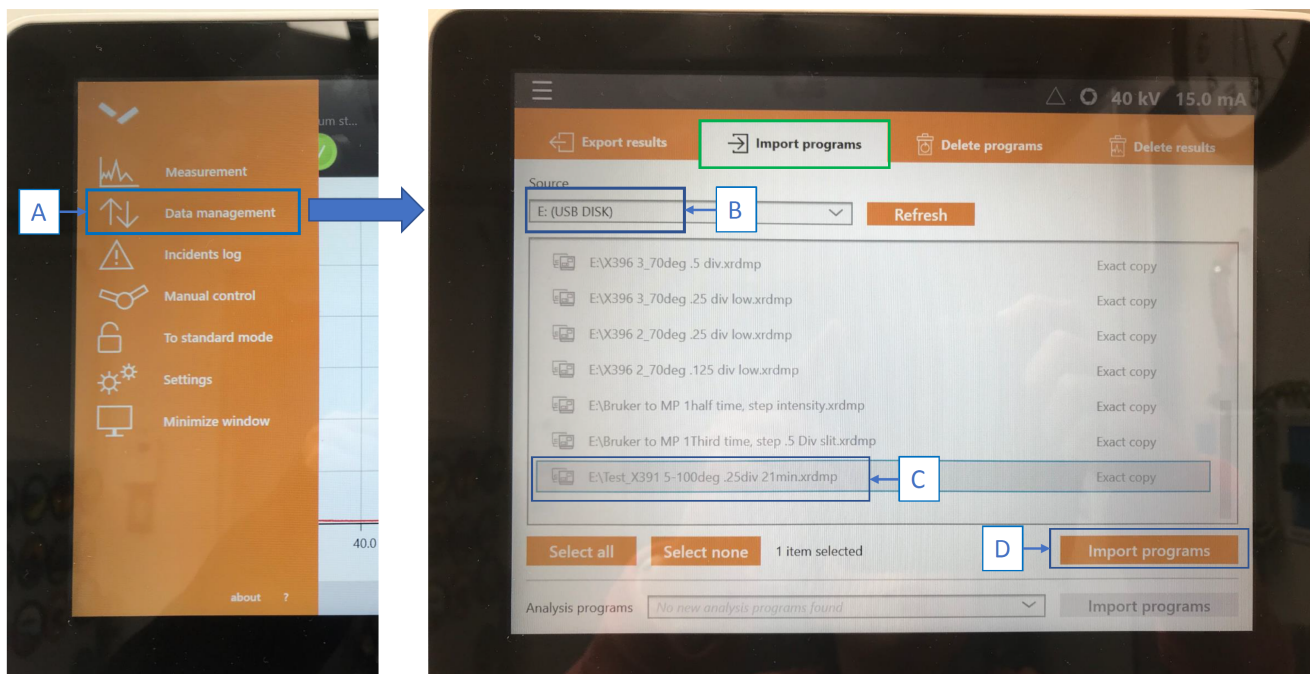 um st...
Measurement
A
Data management
Incidents log
Manual control
To standard mode
Settings
Minimize window
40.0
about ?
40 kV 15.0 mA
Export results Import programs Delete programs Delete results
Source
E: (USB DISK) B Refresh
E:\X396 3_70deg .5 div.xrdmp Exact copy
E:\X396 3_70deg .25 div low.xrdmp Exact copy
E:\X396 2_70deg .25 div low.xrdmp Exact copy
E:\X396 2_70deg .125 div low.xrdmp Exact copy
E:\Bruker to MP 1half time, step intensity.xrdmp Exact copy
E:\Bruker to MP 1Third time, step .5 Div slit.xrdmp Exact copy
E:\Test_X391 5-100deg .25div 21min.xrdmp C Exact copy
Select all Select none 1 item selected D Import programs
Analysis programs No new analysis programs found Import programs